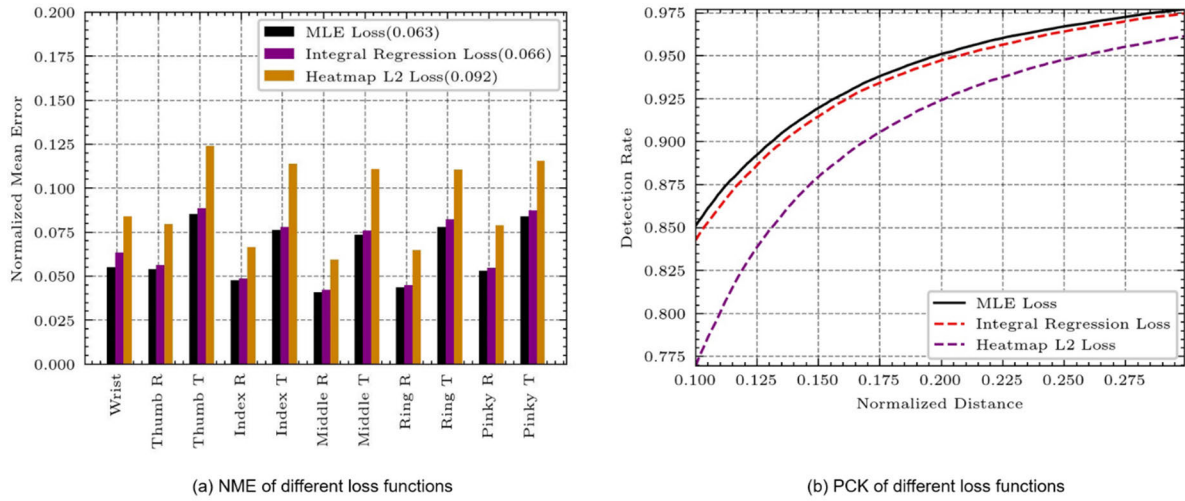 0.200
0.175
0.150
0.125
0.100
0.075
0.050
0.025
0.000
Normalized Mean Error
MLE Loss(0.063)
Integral Regression Loss(0.066)
Heatmap L2 Loss(0.092)
Wrist
Thumb R
Thumb T
Index R
Index T
Middle R
Middle T
Ring R
Ring T
Pinky R
Pinky T
(a) NME of different loss functions
0.975
0.950
0.925
0.900
0.875
0.850
0.825
0.800
0.775
Detection Rate
MLE Loss
Integral Regression Loss
Heatmap L2 Loss
0.100 0.125 0.150 0.175 0.200 0.225 0.250 0.275
Normalized Distance
(b) PCK of different loss functions